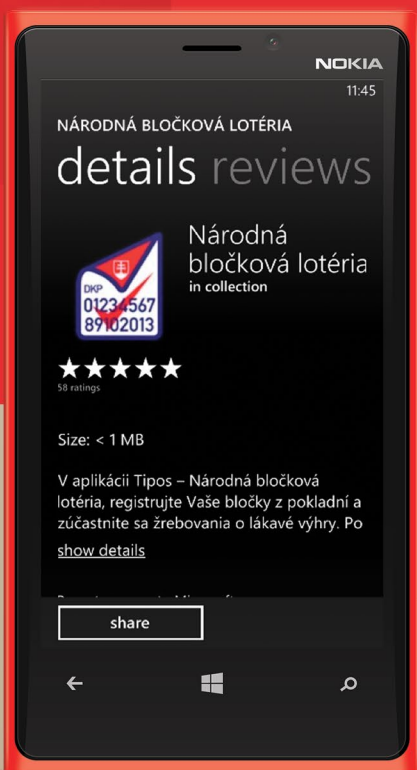 NOKIA
11:45
NÁRODNÁ BLOČKOVÁ LOTÉRIA
details reviews
Národná
bločková lotéria
in collection
DKP
01234567
89102013
58 ratings
Size: < 1 MB
V aplikácii Tipos – Národná bločková
lotéria, registrujte Vaše bločky z pokladní a
zúčastnite sa žrebovania o lákavé výhry. Po
show details
share